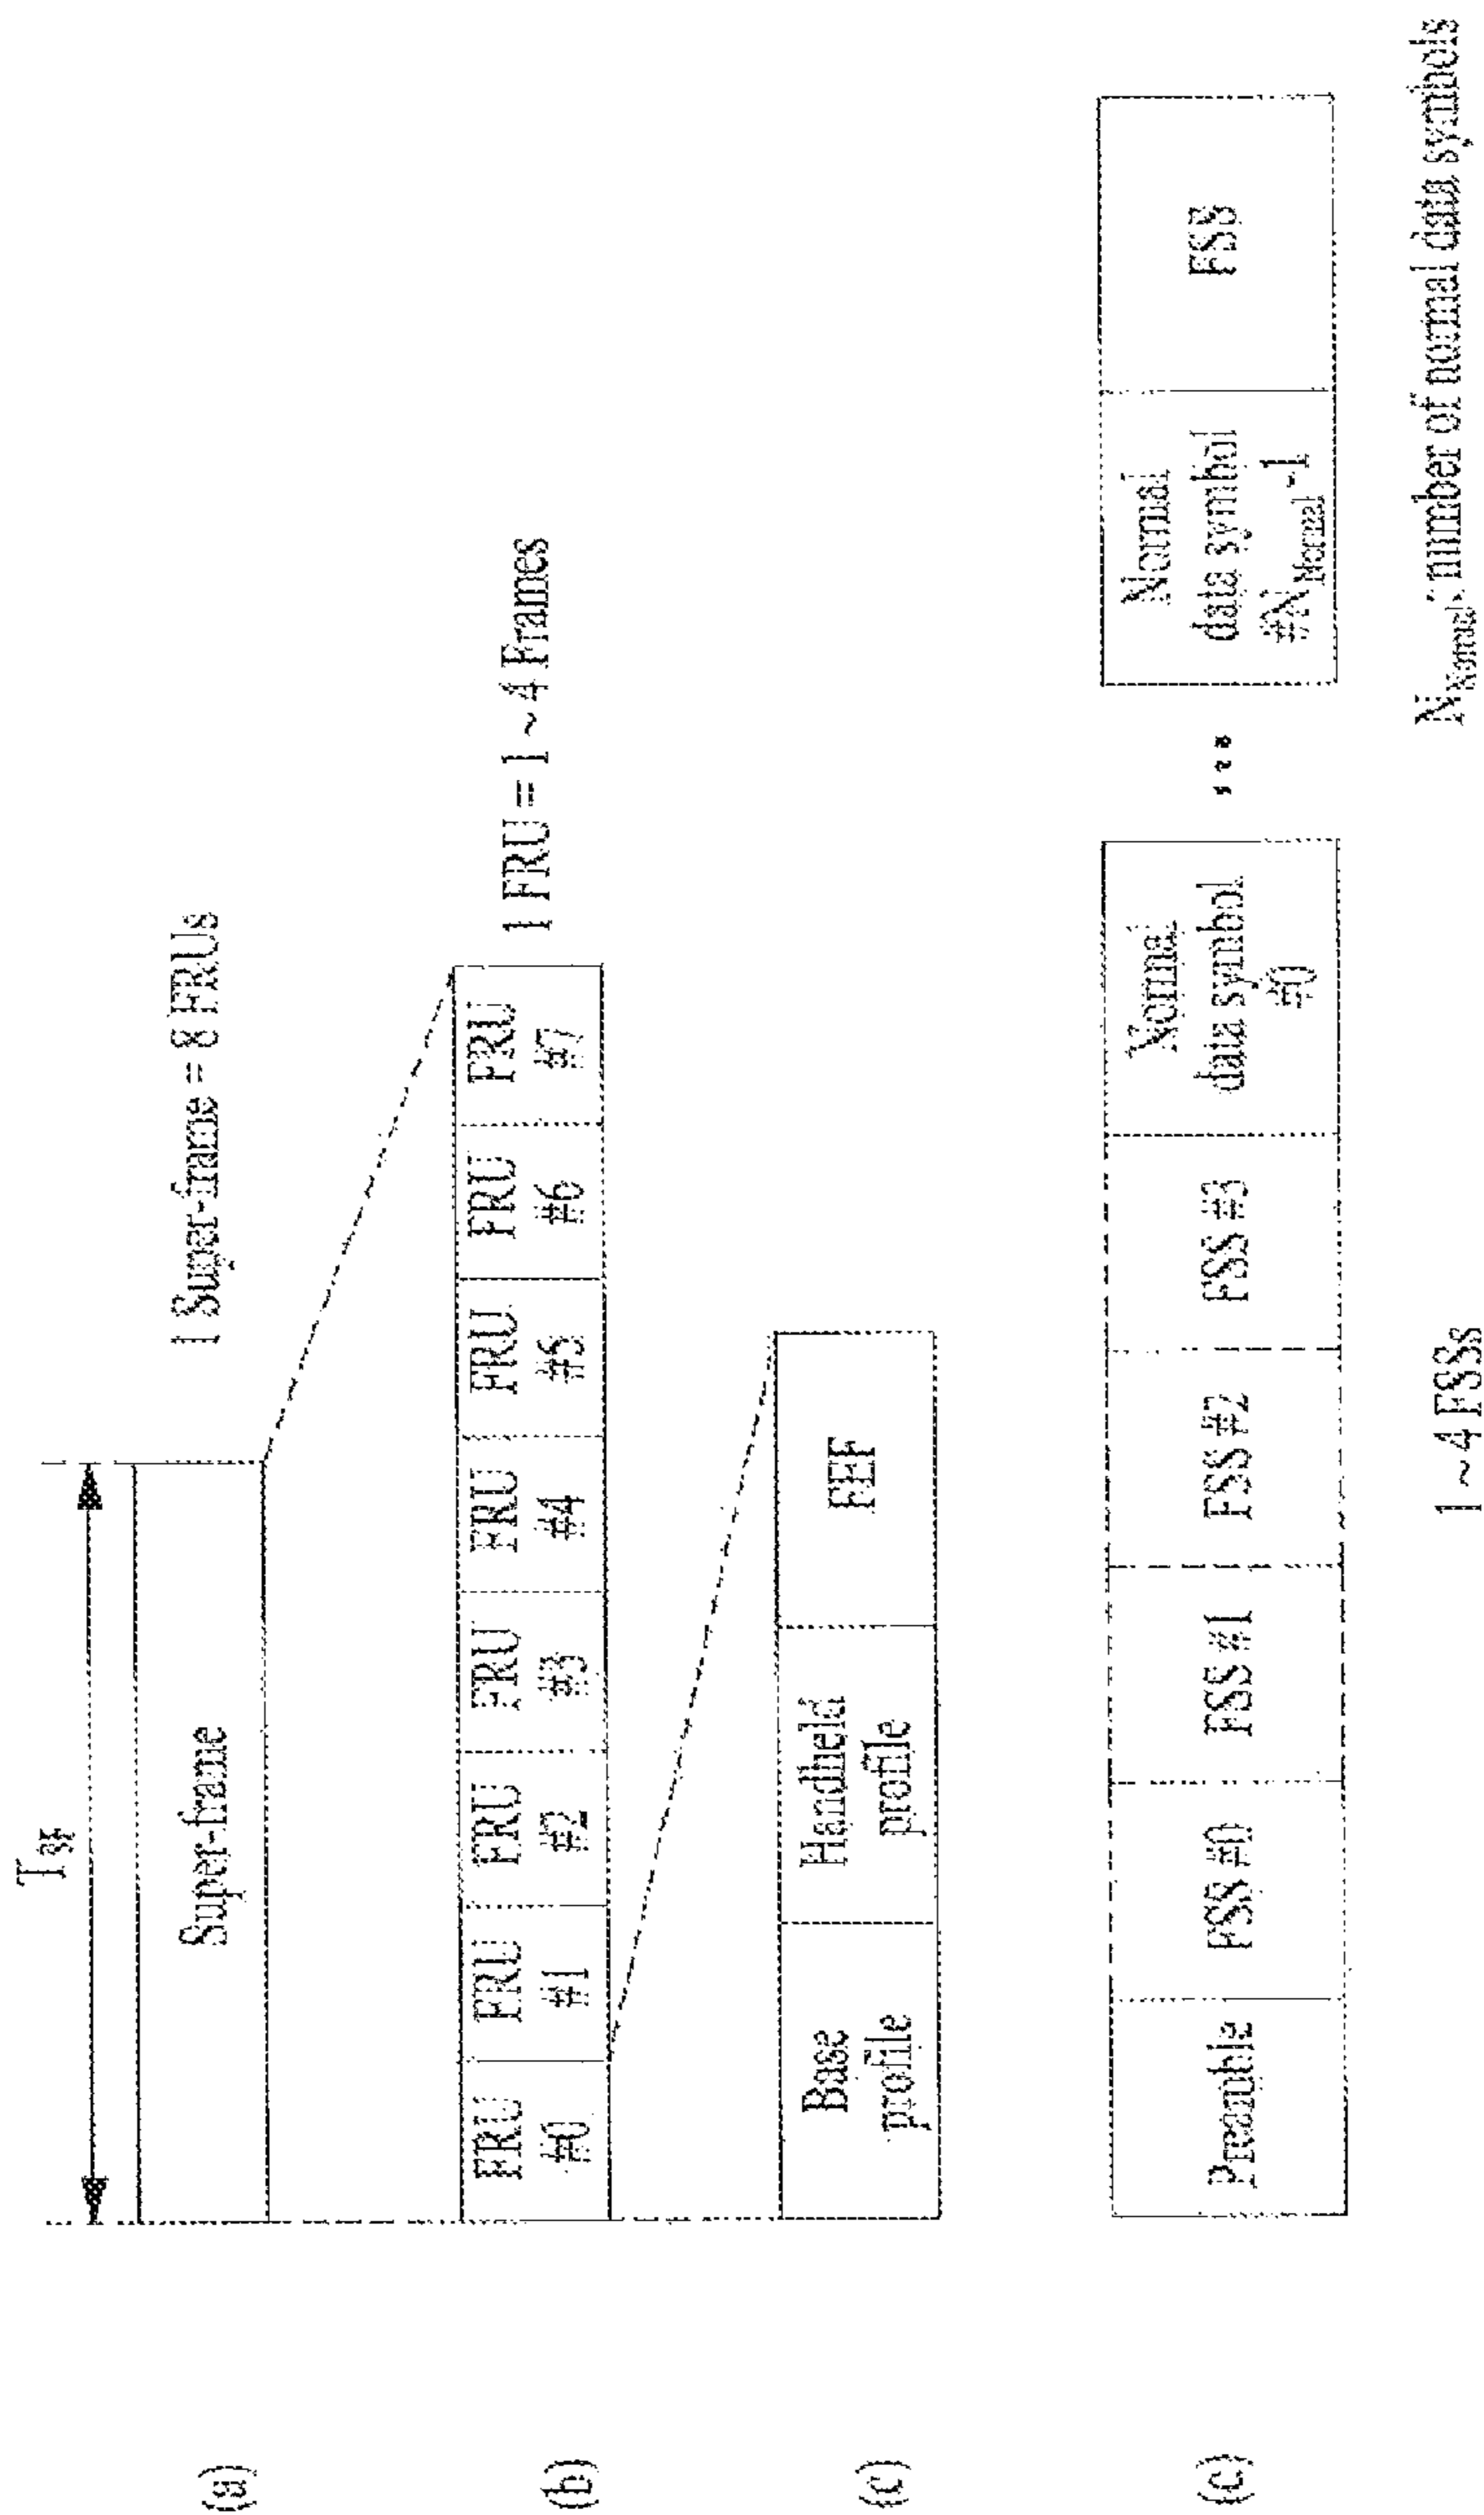 T_SF
(a)
Super-frame
1 Super-frame = 8 FRUs
(b)
FRU #0
FRU #1
FRU #2
FRU #3
FRU #4
FRU #5
FRU #6
FRU #7
1 FRU = 1 ~ 4 Frames
(c)
Base
profile
Handheld
profile
FEF
(c)
Preamble
FSS #0
FSS #1
FSS #2
FSS #3
Normal
data symbol
#0
...
Normal
data symbol
#N_Normal-1
FSS
1 ~ 4 FSSs
N_Normal: number of normal data symbols